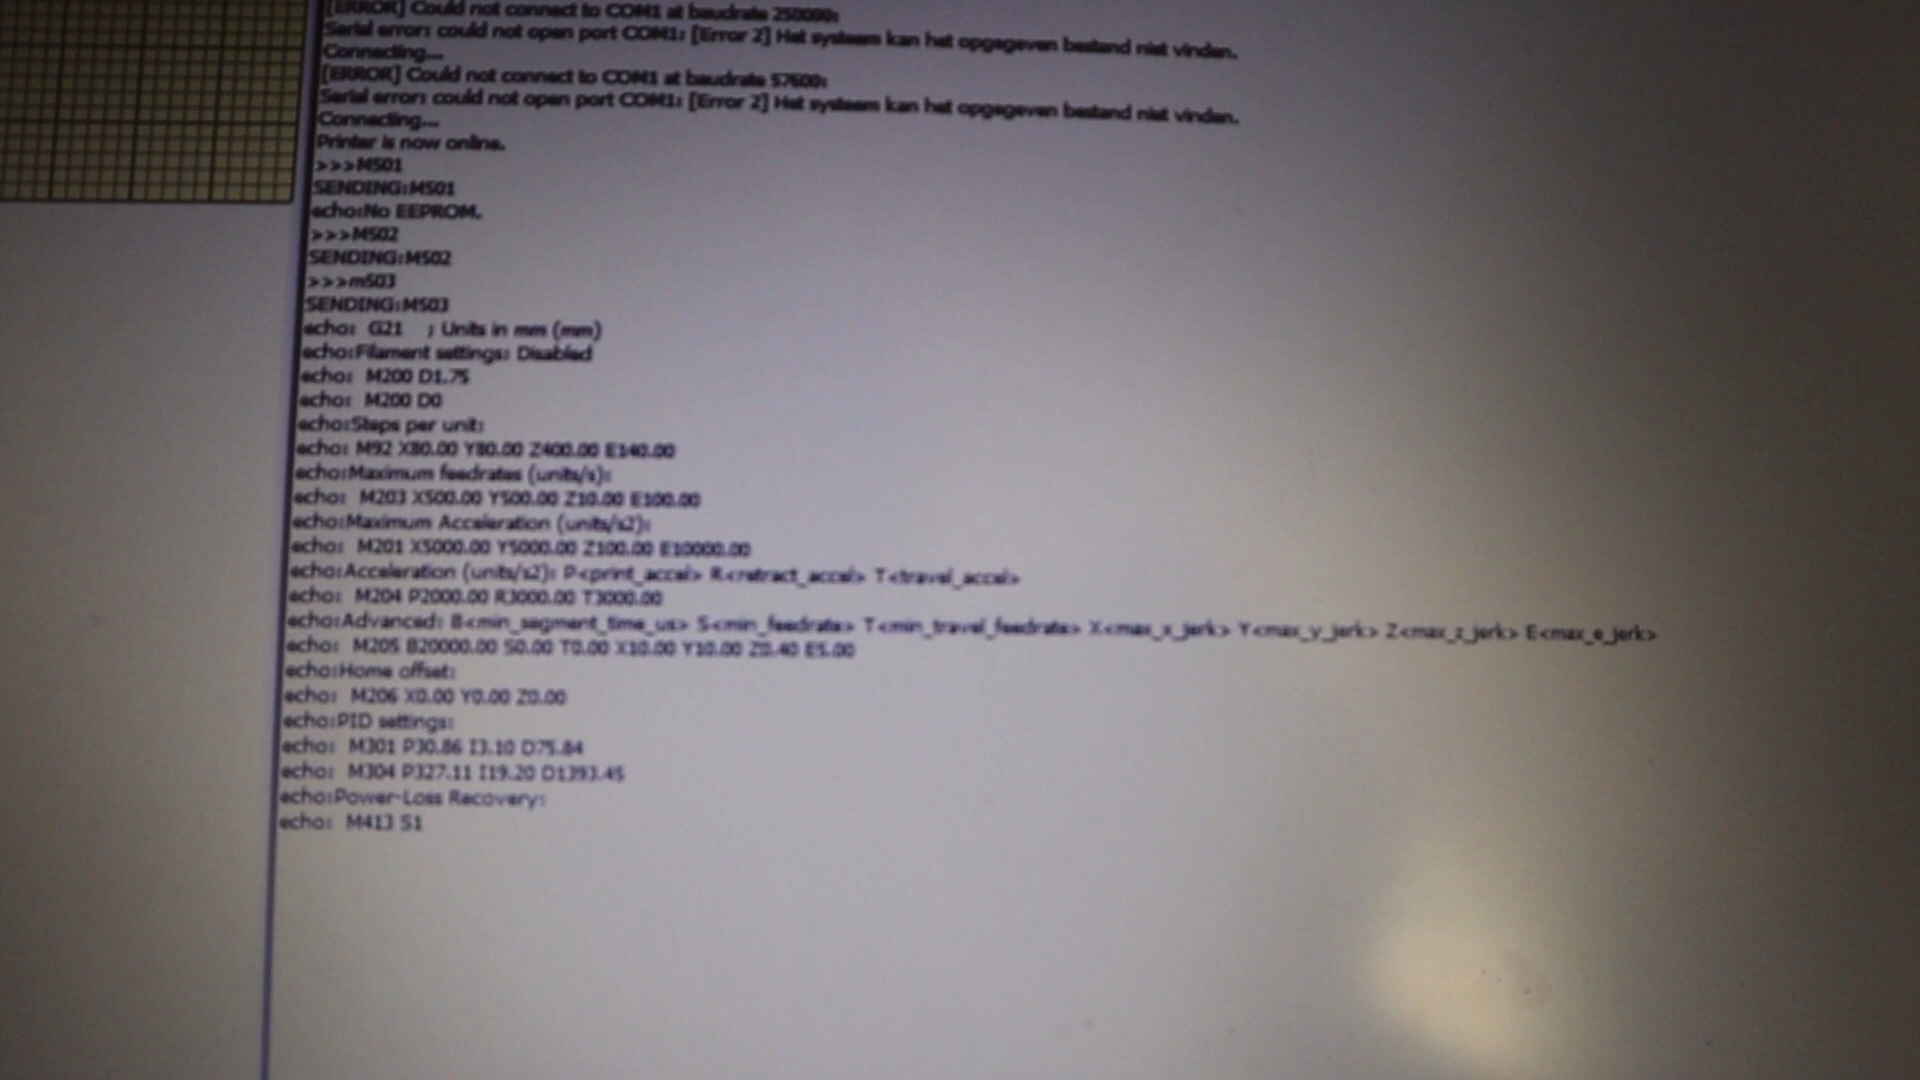 [ERROR] Could not connect to COM1 at baudrate 250000:
Serial error: could not open port COM1: [Error 2] Het systeem kan het opgegeven bestand niet vinden.
Connecting...
[ERROR] Could not connect to COM1 at baudrate 57600:
Serial error: could not open port COM1: [Error 2] Het systeem kan het opgegeven bestand niet vinden.
Connecting...
Printer is now online.
>>>M501
SENDING:M501
echo:No EEPROM.
>>>M502
SENDING:M502
>>>m503
SENDING:M503
echo:  G21    ; Units in mm (mm)
echo:Filament settings: Disabled
echo:  M200 D1.75
echo:  M200 D0
echo:Steps per unit:
echo: M92 X80.00 Y80.00 Z400.00 E140.00
echo:Maximum feedrates (units/s):
echo:  M203 X500.00 Y500.00 Z10.00 E100.00
echo:Maximum Acceleration (units/s2):
echo:  M201 X5000.00 Y5000.00 Z100.00 E10000.00
echo:Acceleration (units/s2): P<print_accel> R<retract_accel> T<travel_accel>
echo:  M204 P2000.00 R3000.00 T3000.00
echo:Advanced: B<min_segment_time_us> S<min_feedrate> T<min_travel_feedrate> X<max_x_jerk> Y<max_y_jerk> Z<max_z_jerk> E<max_e_jerk>
echo:  M205 B20000.00 S0.00 T0.00 X10.00 Y10.00 Z0.40 E5.00
echo:Home offset:
echo:  M206 X0.00 Y0.00 Z0.00
echo:PID settings:
echo:  M301 P30.86 I3.10 D75.84
echo:  M304 P327.11 I19.20 D1393.45
echo:Power-Loss Recovery:
echo:  M413 S1